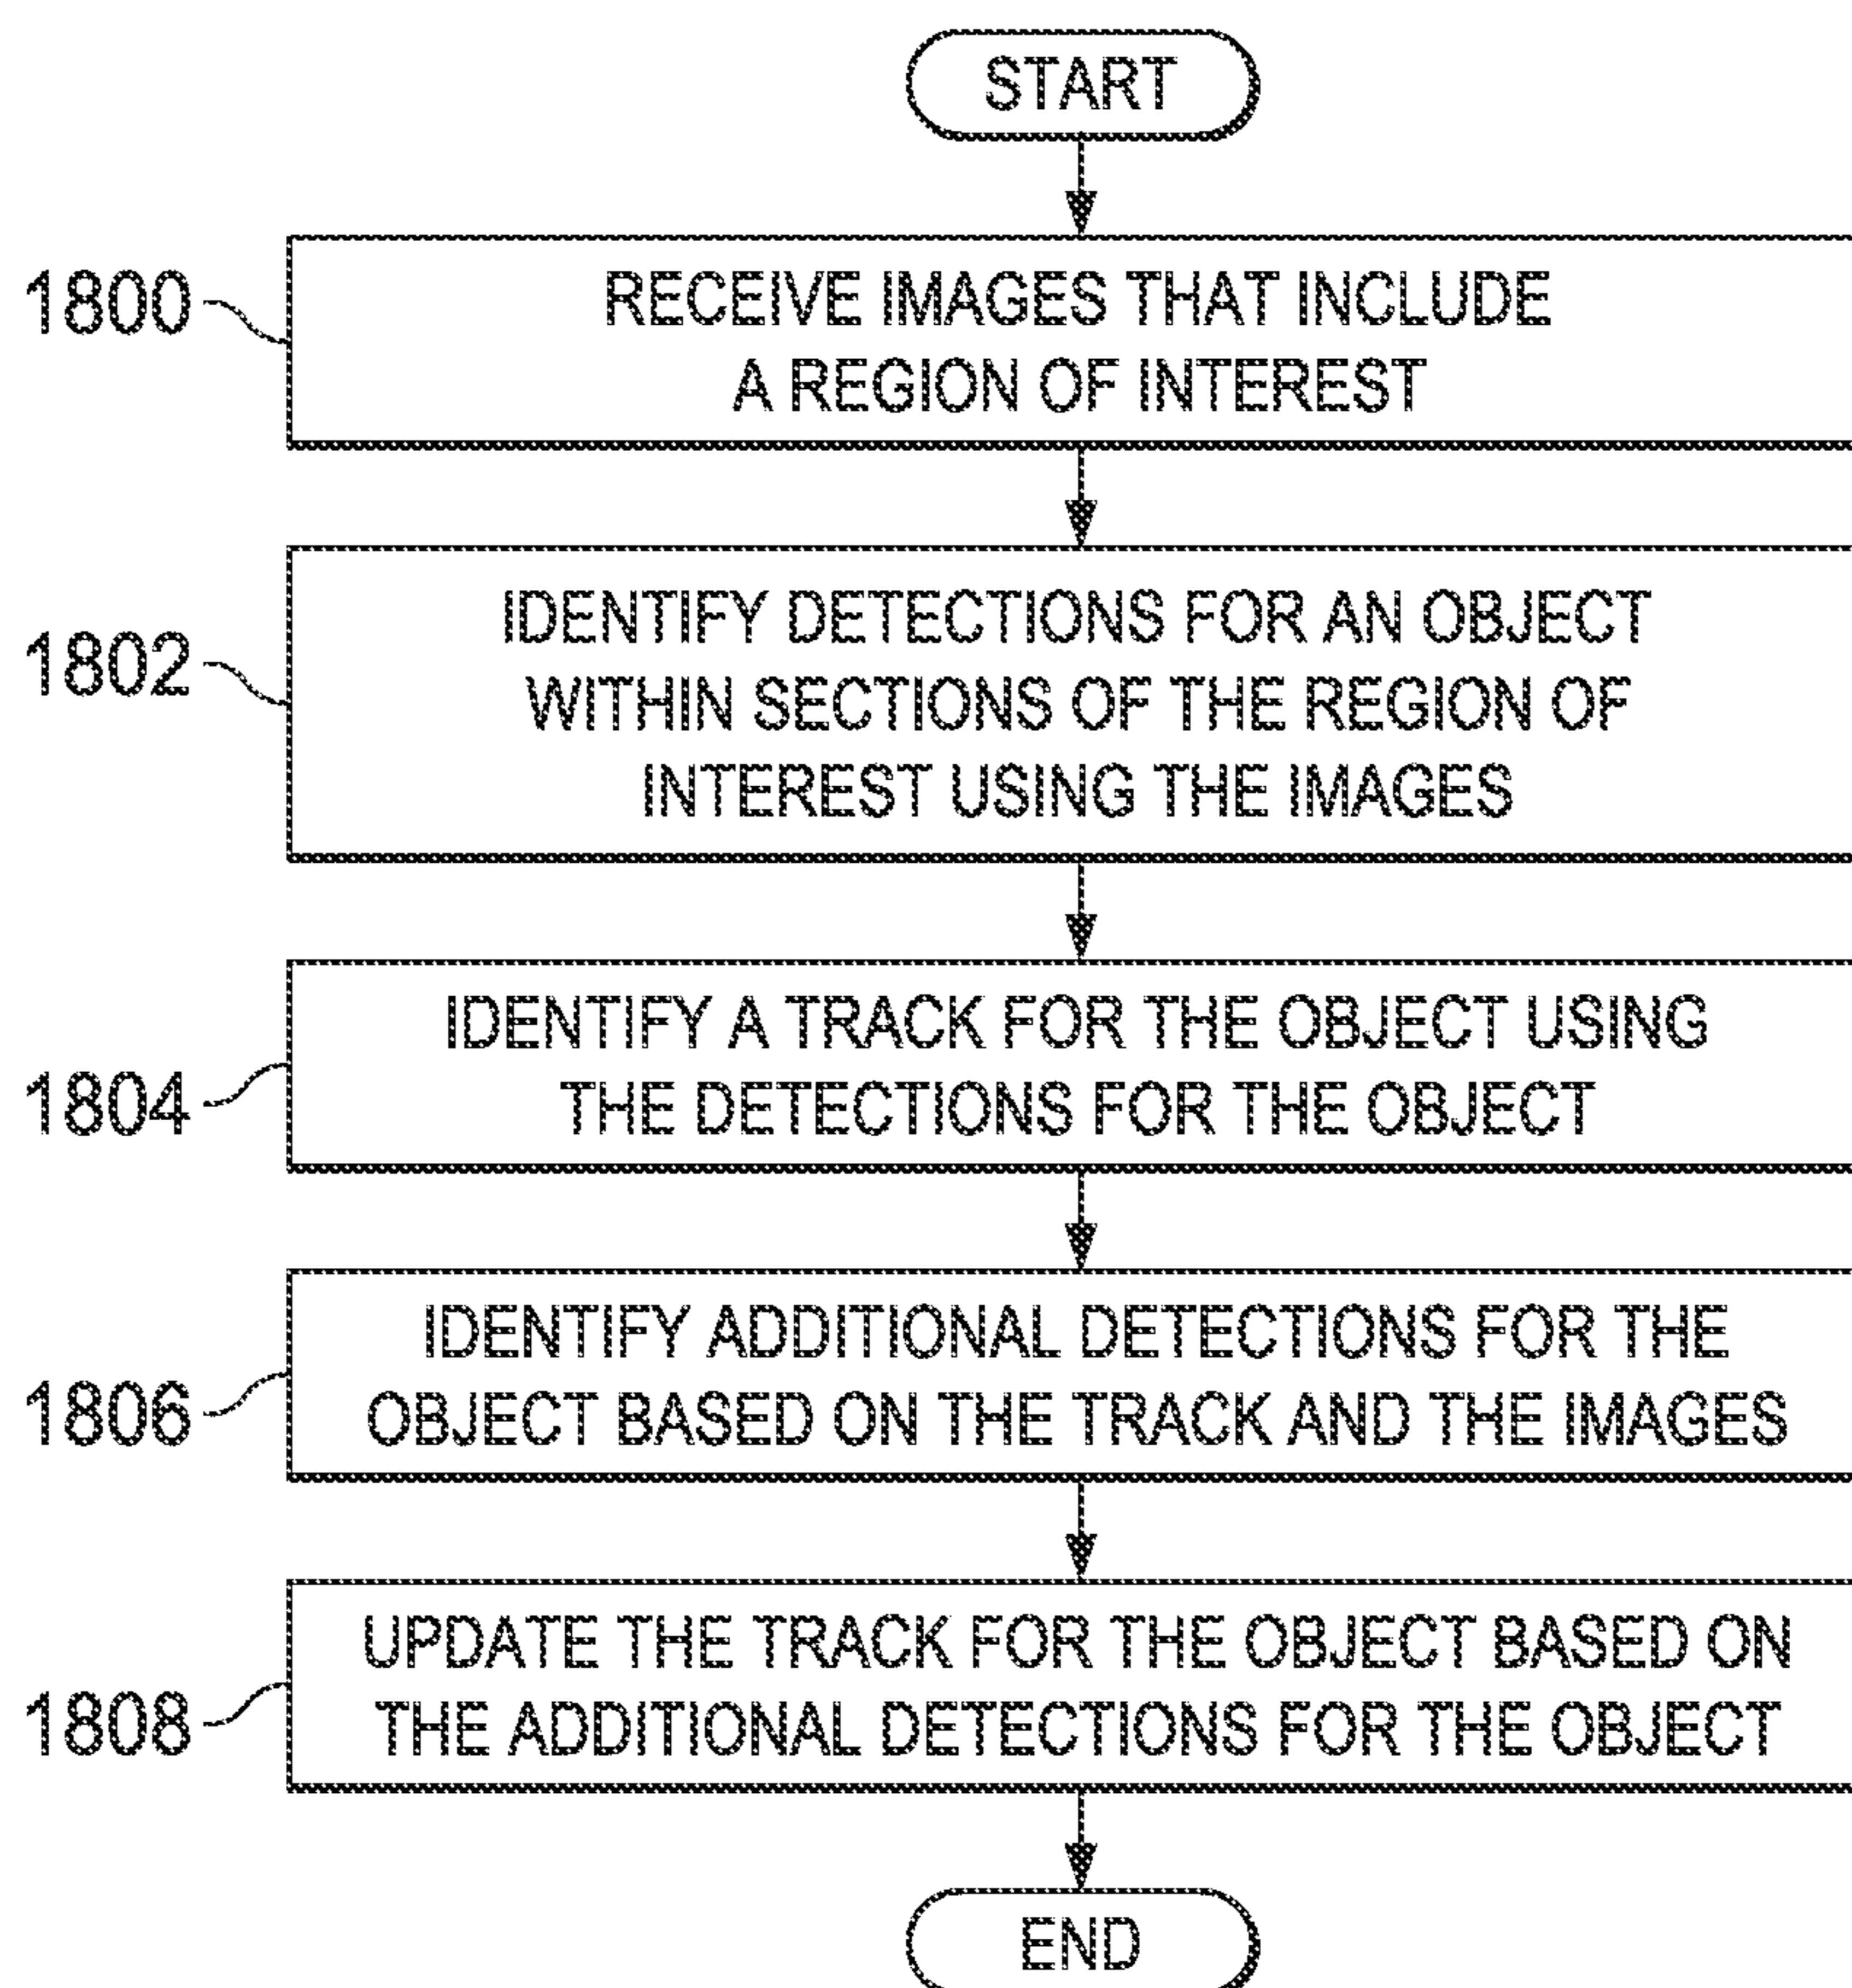 START
1800
RECEIVE IMAGES THAT INCLUDE
A REGION OF INTEREST
1802
IDENTIFY DETECTIONS FOR AN OBJECT
WITHIN SECTIONS OF THE REGION OF
INTEREST USING THE IMAGES
1804
IDENTIFY A TRACK FOR THE OBJECT USING
THE DETECTIONS FOR THE OBJECT
1806
IDENTIFY ADDITIONAL DETECTIONS FOR THE
OBJECT BASED ON THE TRACK AND THE IMAGES
1808
UPDATE THE TRACK FOR THE OBJECT BASED ON
THE ADDITIONAL DETECTIONS FOR THE OBJECT
END